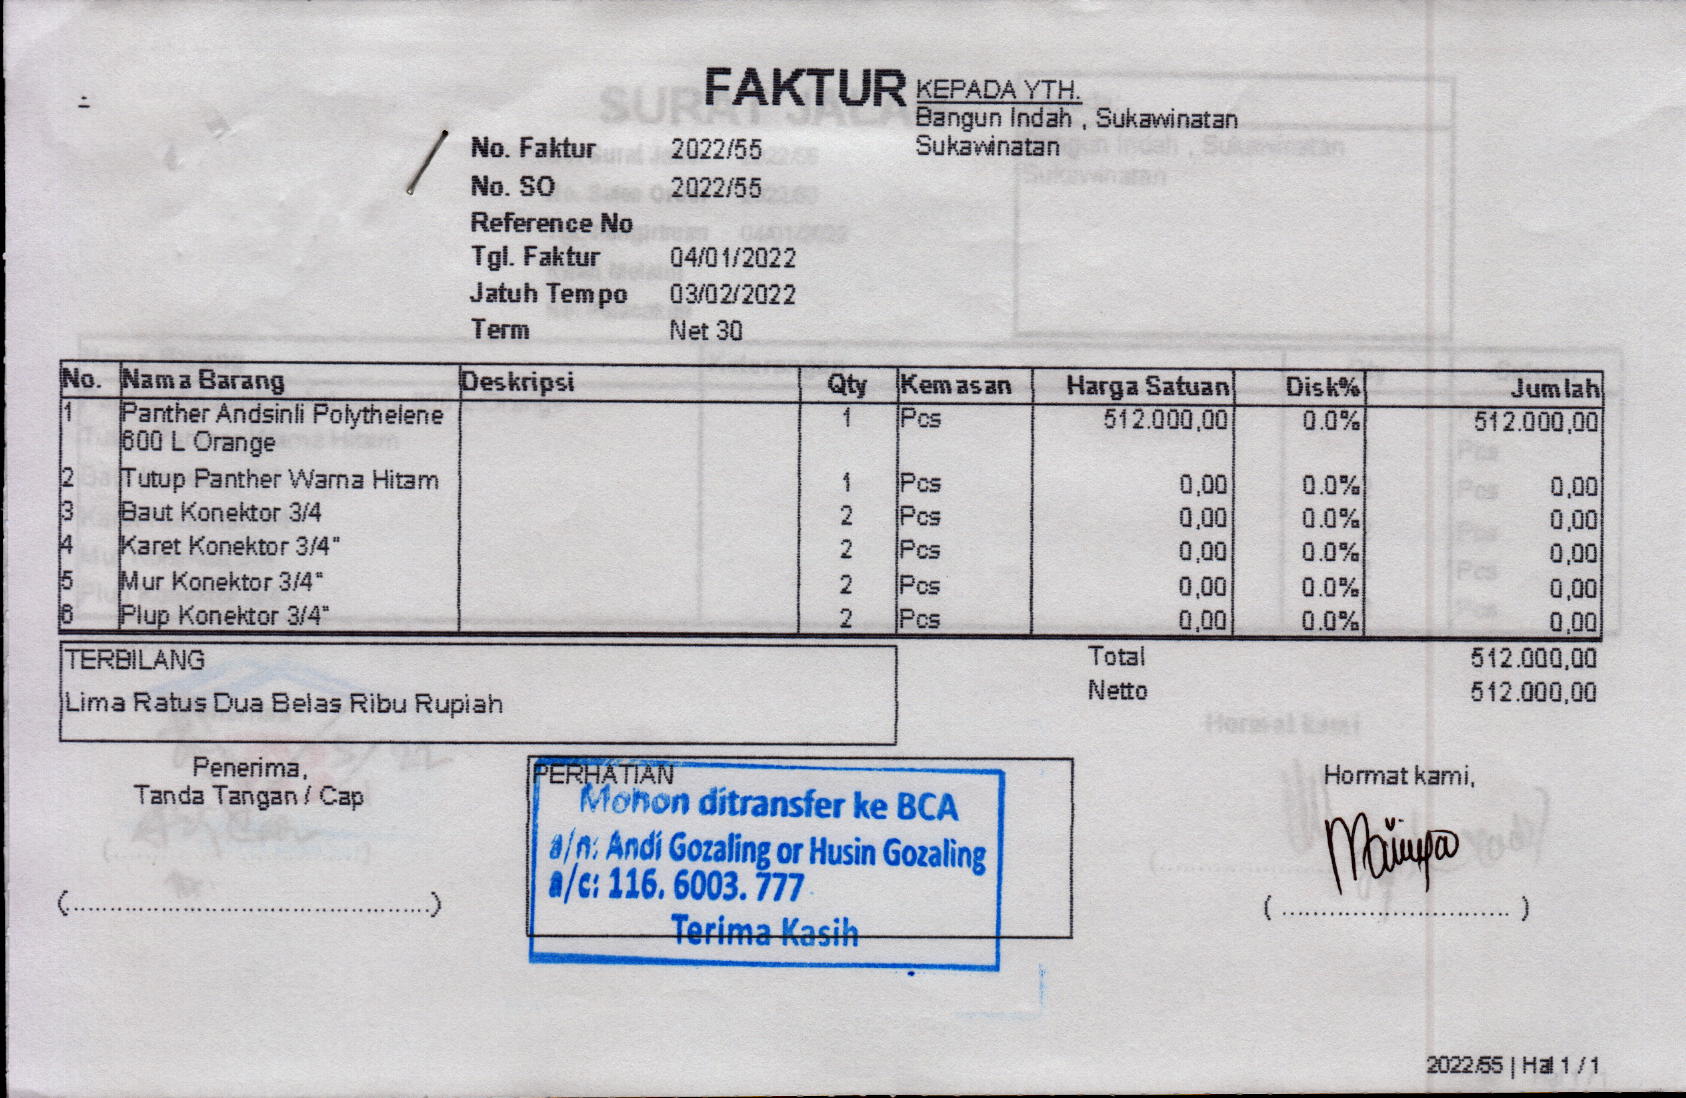 FAKTUR
KEPADA YTH.
Bangun Indah , Sukawinatan
Sukawinatan
No. Faktur 2022/55
No. SO 2022/55
Reference No
Tgl. Faktur 04/01/2022
Jatuh Tempo 03/02/2022
Term Net 30
No. Nama Barang Deskripsi Qty Kemasan Harga Satuan Disk% Jumlah
1 Panther Andsinli Polythelene 1 Pcs 512.000,00 0.0% 512.000,00
600 L Orange
2 Tutup Panther Warna Hitam 1 Pcs 0,00 0.0% 0,00
3 Baut Konektor 3/4 2 Pcs 0,00 0.0% 0,00
4 Karet Konektor 3/4" 2 Pcs 0,00 0.0% 0,00
5 Mur Konektor 3/4" 2 Pcs 0,00 0.0% 0,00
6 Plup Konektor 3/4" 2 Pcs 0,00 0.0% 0,00
TERBILANG
Lima Ratus Dua Belas Ribu Rupiah
Total 512.000,00
Netto 512.000,00
Penerima,
Tanda Tangan / Cap
(....................................................)
PERHATIAN
Mohon ditransfer ke BCA
a/n: Andi Gozaling or Husin Gozaling
a/c: 116. 6003. 777
Terima Kasih
Hormat kami,
( ................................ )
2022/55 | Hal 1 / 1